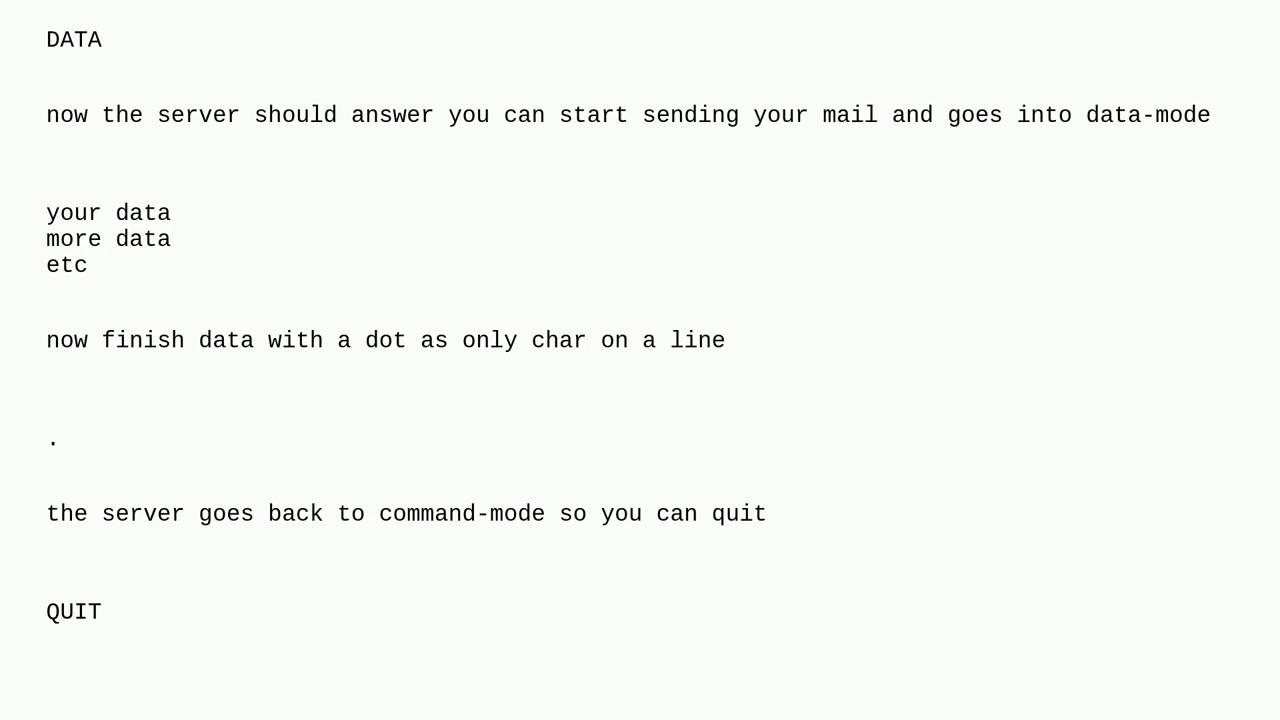 DATA
now the server should answer you can start sending your mail and goes into data-mode
your data
more data
etc
now finish data with a dot as only char on a line
.
the server goes back to command-mode so you can quit
QUIT